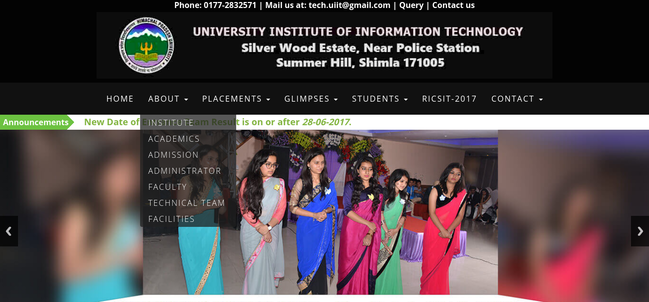 Phone: 0177-2832571 | Mail us at: tech.uiit@gmail.com | Query | Contact us
UNIVERSITY INSTITUTE OF INFORMATION TECHNOLOGY
Silver Wood Estate, Near Police Station
Summer Hill, Shimla 171005
HOME ABOUT PLACEMENTS GLIMPSES STUDENTS RICSIT-2017 CONTACT
Announcements New Date of Result is on or after 28-06-2017.
INSTITUTE
ACADEMICS
ADMISSION
ADMINISTRATOR
FACULTY
TECHNICAL TEAM
FACILITIES